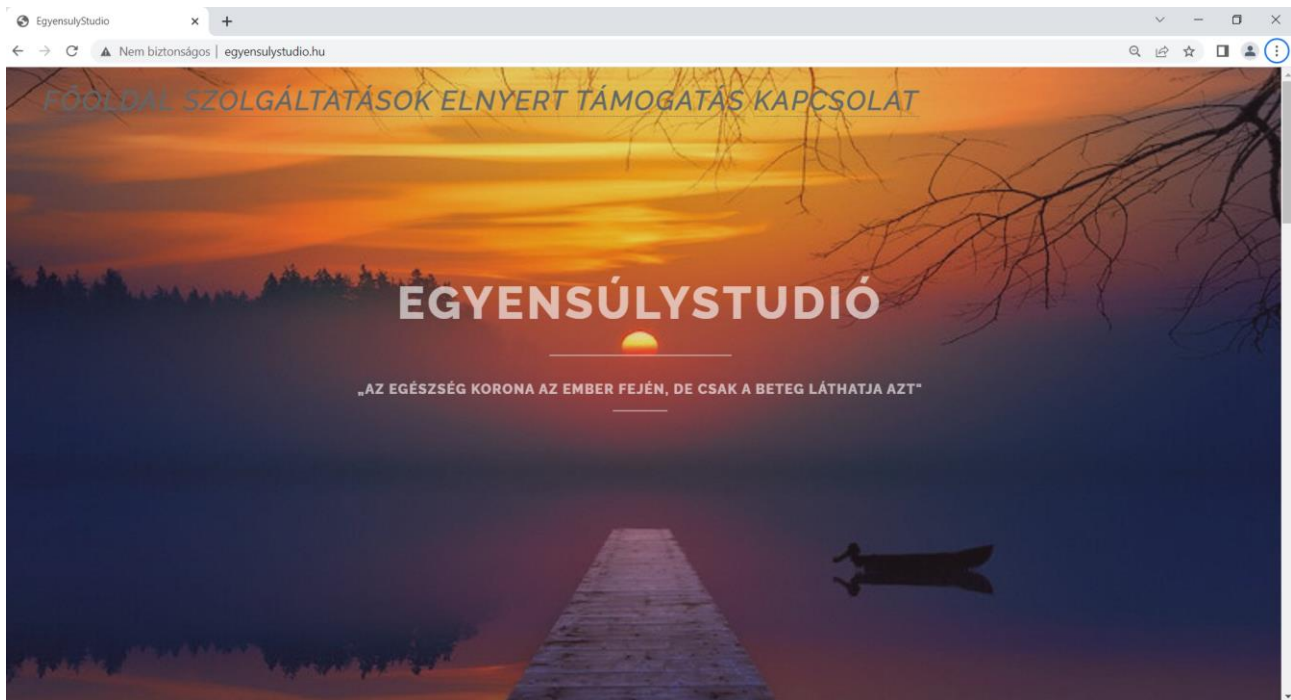 EgyensulyStudio
Nem biztonságos | egyensulystudio.hu
FŐOLDAL SZOLGÁLTATÁSOK ELNYERT TÁMOGATÁS KAPCSOLAT
EGYENSÚLYSTUDIÓ
„AZ EGÉSZSÉG KORONA AZ EMBER FEJÉN, DE CSAK A BETEG LÁTHATJA AZT"